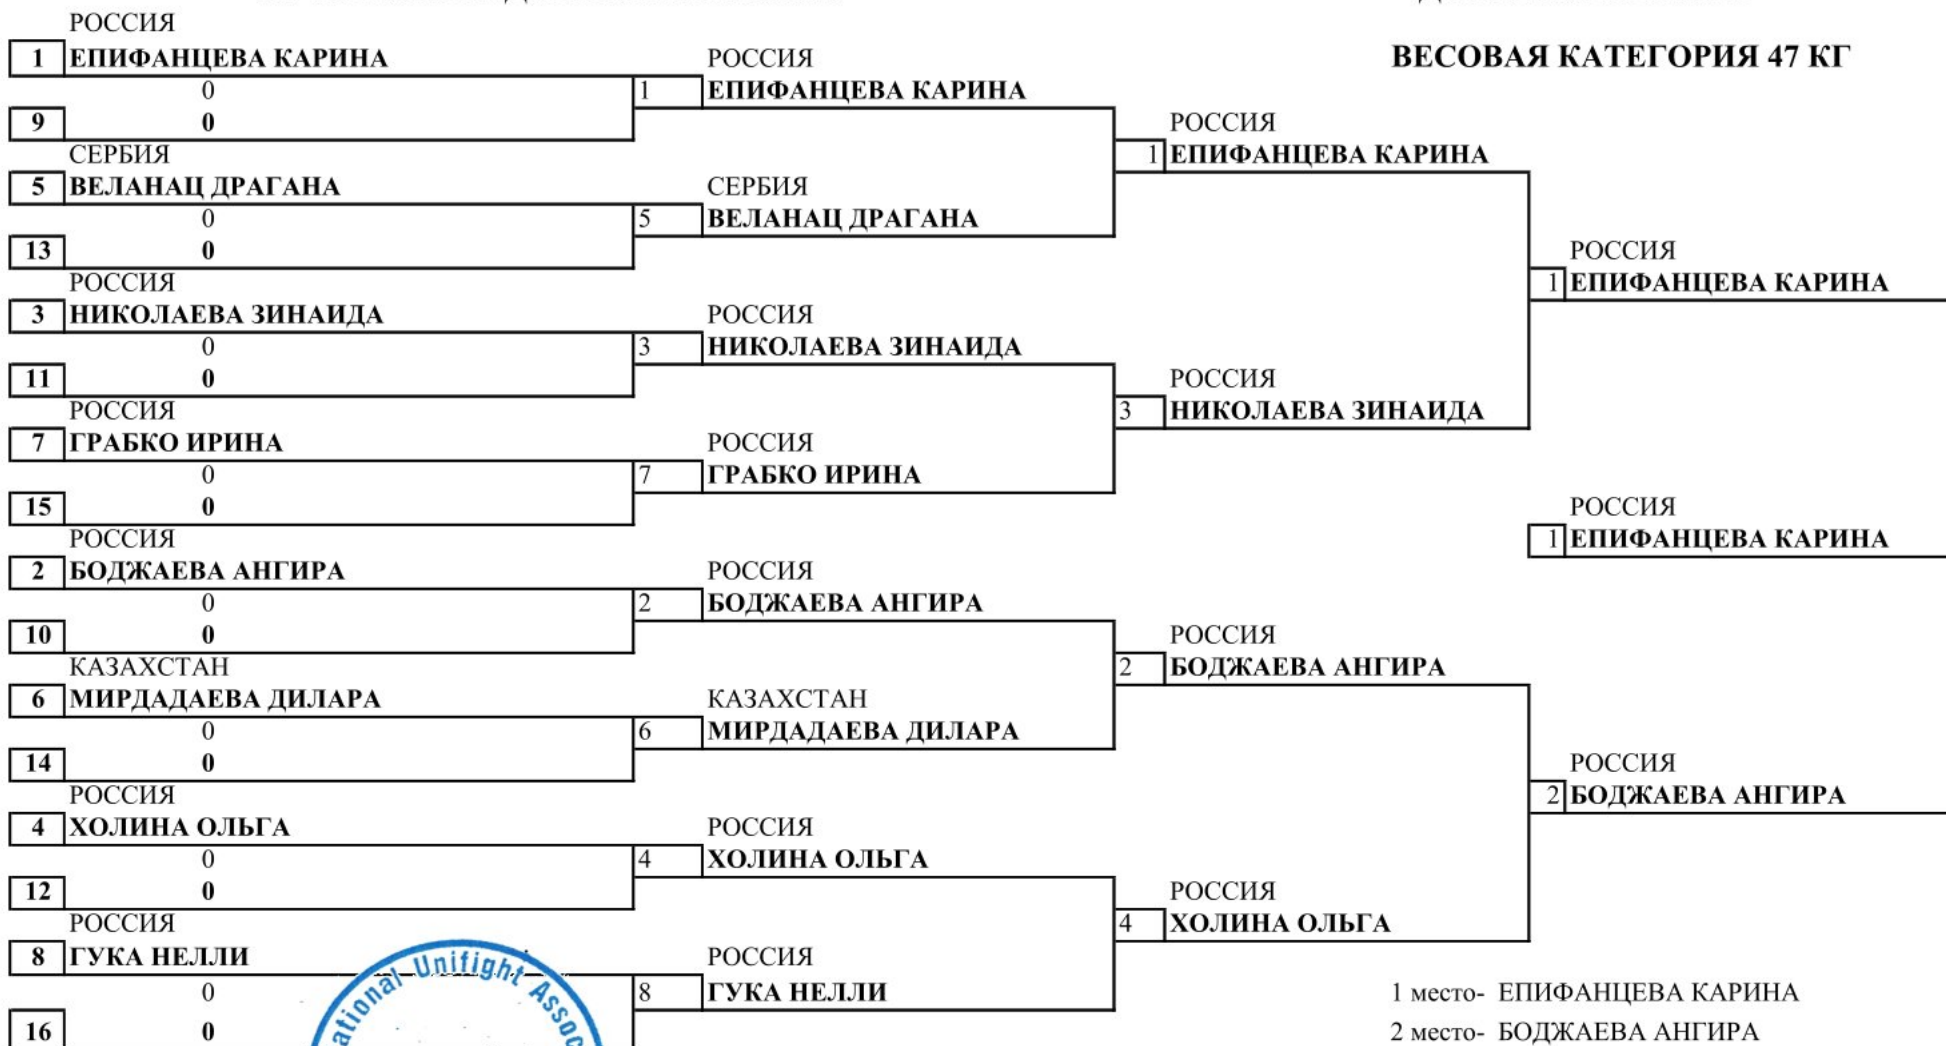 РОССИЯ
1 ЕПИФАНЦЕВА КАРИНА
0
9 0
СЕРБИЯ
5 ВЕЛАНАЦ ДРАГАНА
0
13 0
РОССИЯ
3 НИКОЛАЕВА ЗИНАИДА
0
11 0
РОССИЯ
7 ГРАБКО ИРИНА
0
15 0
РОССИЯ
2 БОДЖАЕВА АНГИРА
0
10 0
КАЗАХСТАН
6 МИРДАДАЕВА ДИЛАРА
0
14 0
РОССИЯ
4 ХОЛИНА ОЛЬГА
0
12 0
РОССИЯ
8 ГУКА НЕЛЛИ
0
16 0
РОССИЯ
1 ЕПИФАНЦЕВА КАРИНА
СЕРБИЯ
5 ВЕЛАНАЦ ДРАГАНА
РОССИЯ
3 НИКОЛАЕВА ЗИНАИДА
РОССИЯ
7 ГРАБКО ИРИНА
РОССИЯ
2 БОДЖАЕВА АНГИРА
КАЗАХСТАН
6 МИРДАДАЕВА ДИЛАРА
РОССИЯ
4 ХОЛИНА ОЛЬГА
РОССИЯ
8 ГУКА НЕЛЛИ
РОССИЯ
1 ЕПИФАНЦЕВА КАРИНА
РОССИЯ
3 НИКОЛАЕВА ЗИНАИДА
РОССИЯ
2 БОДЖАЕВА АНГИРА
РОССИЯ
4 ХОЛИНА ОЛЬГА
ВЕСОВАЯ КАТЕГОРИЯ 47 КГ
РОССИЯ
1 ЕПИФАНЦЕВА КАРИНА
РОССИЯ
1 ЕПИФАНЦЕВА КАРИНА
РОССИЯ
2 БОДЖАЕВА АНГИРА
1 место- ЕПИФАНЦЕВА КАРИНА
2 место- БОДЖАЕВА АНГИРА
ational Unifight Assoc